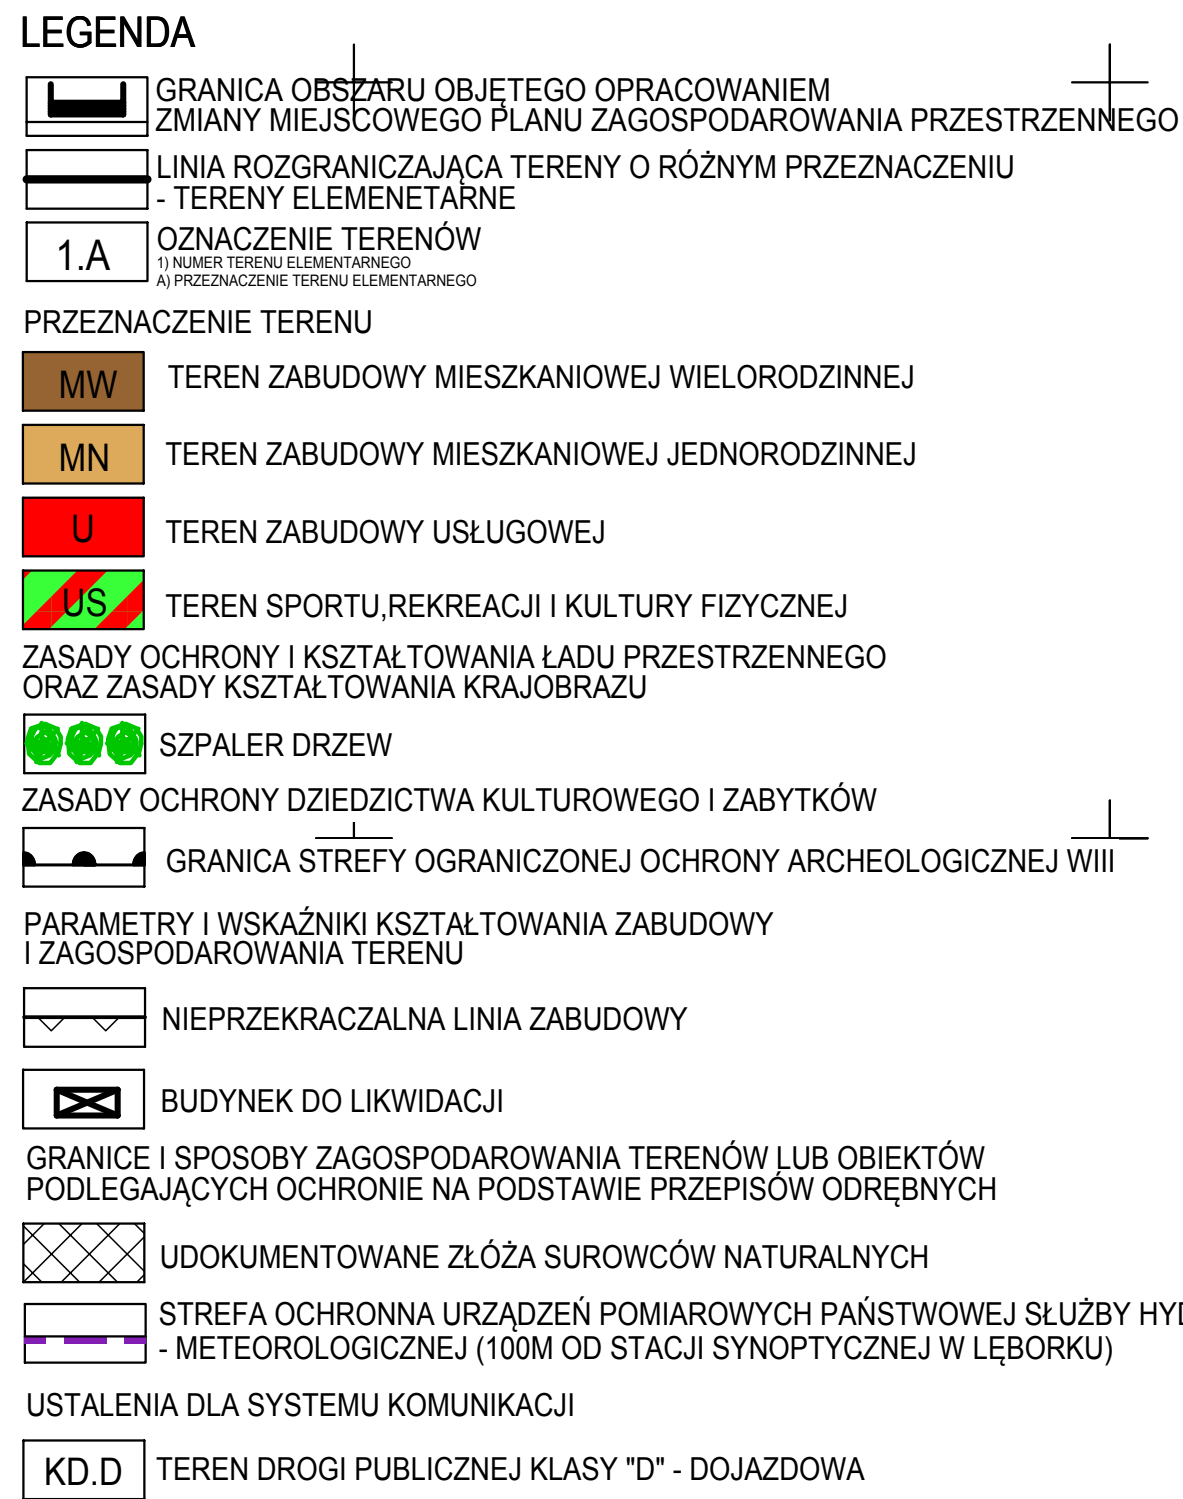 LEGENDA
GRANICA OBSZARU OBJĘTEGO OPRACOWANIEM
ZMIANY MIEJSCOWEGO PLANU ZAGOSPODAROWANIA PRZESTRZENNEGO
LINIA ROZGRANICZAJĄCA TERENY O RÓŻNYM PRZEZNACZENIU
- TERENY ELEMENETARNE
1.A OZNACZENIE TERENÓW
1) NUMER TERENU ELEMENTARNEGO
A) PRZEZNACZENIE TERENU ELEMENTARNEGO
PRZEZNACZENIE TERENU
MW TEREN ZABUDOWY MIESZKANIOWEJ WIELORODZINNEJ
MN TEREN ZABUDOWY MIESZKANIOWEJ JEDNORODZINNEJ
U TEREN ZABUDOWY USŁUGOWEJ
US TEREN SPORTU,REKREACJI I KULTURY FIZYCZNEJ
ZASADY OCHRONY I KSZTAŁTOWANIA ŁADU PRZESTRZENNEGO
ORAZ ZASADY KSZTAŁTOWANIA KRAJOBRAZU
SZPALER DRZEW
ZASADY OCHRONY DZIEDZICTWA KULTUROWEGO I ZABYTKÓW
GRANICA STREFY OGRANICZONEJ OCHRONY ARCHEOLOGICZNEJ WIII
PARAMETRY I WSKAŹNIKI KSZTAŁTOWANIA ZABUDOWY
I ZAGOSPODAROWANIA TERENU
NIEPRZEKRACZALNA LINIA ZABUDOWY
BUDYNEK DO LIKWIDACJI
GRANICE I SPOSOBY ZAGOSPODAROWANIA TERENÓW LUB OBIEKTÓW
PODLEGAJĄCYCH OCHRONIE NA PODSTAWIE PRZEPISÓW ODRĘBNYCH
UDOKUMENTOWANE ZŁÓŻA SUROWCÓW NATURALNYCH
STREFA OCHRONNA URZĄDZEŃ POMIAROWYCH PAŃSTWOWEJ SŁUŻBY
- METEOROLOGICZNEJ (100M OD STACJI SYNOPTYCZNEJ W LĘBORKU)
USTALENIA DLA SYSTEMU KOMUNIKACJI
KD.D TEREN DROGI PUBLICZNEJ KLASY "D" - DOJAZDOWA